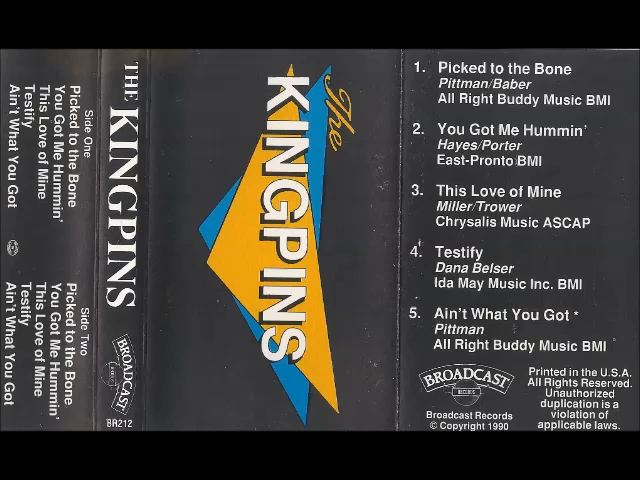 Side One
Picked to the Bone
You Got Me Hummin'
This Love of Mine
Testify
Ain't What You Got
Side Two
Picked to the Bone
You Got Me Hummin'
This Love of Mine
Testify
Ain't What You Got
THE KINGPINS
BROADCAST
RECORDS
BR212
The
KINGPINS
1. Picked to the Bone
Pittman/Baber
All Right Buddy Music BMI
2. You Got Me Hummin'
Hayes/Porter
East-Pronto BMI
3. This Love of Mine
Miller/Trower
Chrysalis Music ASCAP
4. Testify
Dana Belser
Ida May Music Inc. BMI
5. Ain't What You Got *
Pittman
All Right Buddy Music BMI
BROADCAST
RECORDS
Broadcast Records
© Copyright 1990
Printed in the U.S.A.
All Rights Reserved.
Unauthorized
duplication is a
violation of
applicable laws.